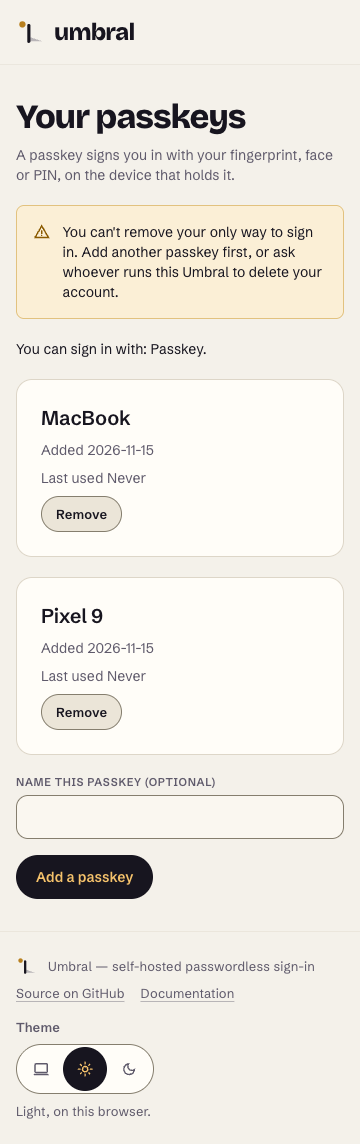 umbral
Your passkeys
A passkey signs you in with your fingerprint, face
or PIN, on the device that holds it.
You can't remove your only way to sign
in. Add another passkey first, or ask
whoever runs this Umbral to delete your
account.
You can sign in with: Passkey.
MacBook
Added 2026-11-15
Last used Never
Remove
Pixel 9
Added 2026-11-15
Last used Never
Remove
NAME THIS PASSKEY (OPTIONAL)
Add a passkey
Umbral — self-hosted passwordless sign-in
Source on GitHub Documentation
Theme
Light, on this browser.